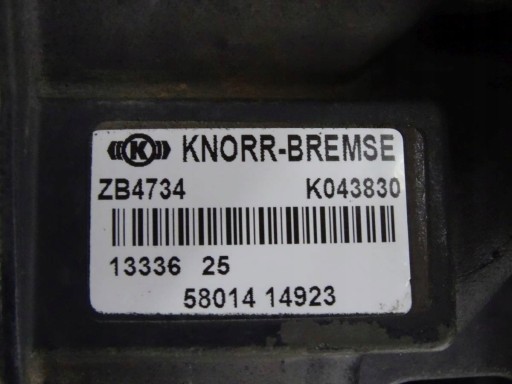 K KNORR-BREMSE
ZB4734 K043830
13336 25
58014 14923